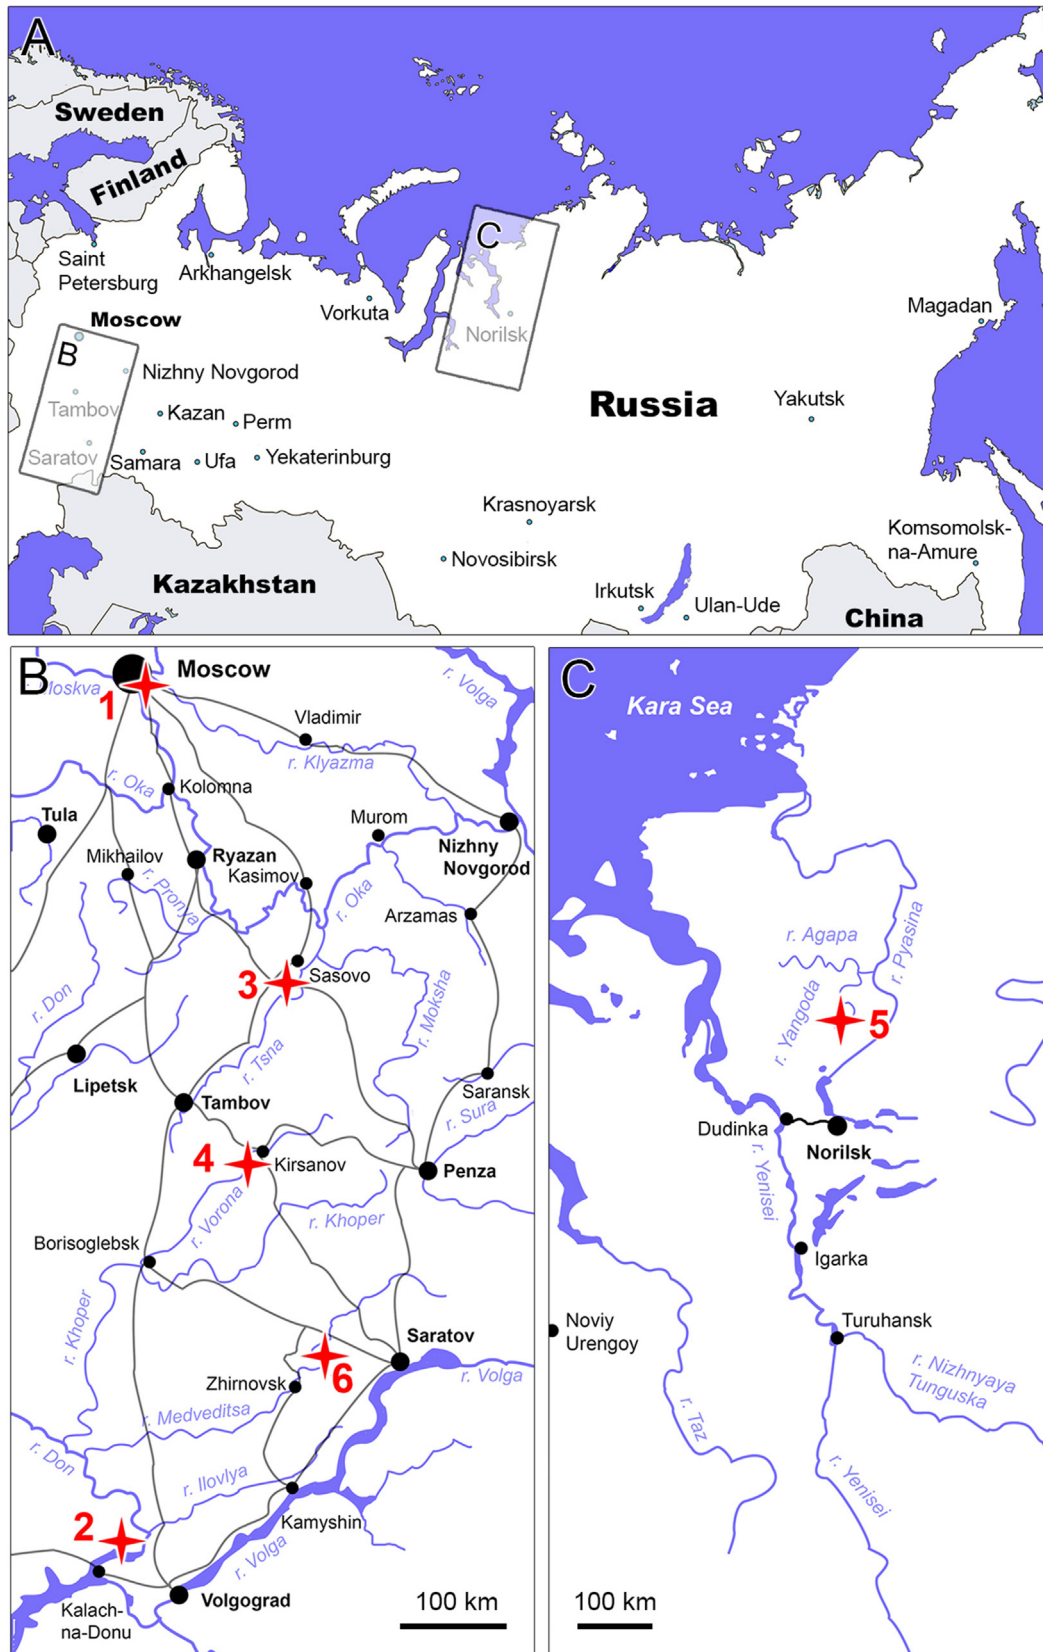 A
Sweden
Finland
Saint
Petersburg
Arkhangelsk
C
Vorkuta
Norilsk
Magadan
Moscow
B
Nizhny Novgorod
Tambov
Kazan
Perm
Russia
Yakutsk
Saratov
Samara
Ufa
Yekaterinburg
Krasnoyarsk
Novosibirsk
Komsomolsk-
na-Amure
Kazakhstan
Irkutsk
Ulan-Ude
China
B
Moscow
Moskva
1
r. Volga
Vladimir
r. Klyazma
r. Oka
Kolomna
Tula
Murom
Nizhny
Novgorod
Mikhailov
Ryazan
Kasimov
r. Pronya
r. Oka
Arzamas
3
Sasovo
r. Don
r. Moksha
r. Tsna
Lipetsk
Tambov
Saransk
r. Sura
4
Kirsanov
Penza
r. Vorona
r. Khoper
Borisoglebsk
r. Khoper
Saratov
6
r. Volga
Zhirnovsk
r. Medveditsa
r. Don
r. Ilovlya
2
Kamyshin
r. Volga
Volgograd
Kalach-
na-Donu
100 km
C
Kara Sea
r. Agapa
r. Pyasina
r. Yangoda
5
Dudinka
Norilsk
r. Yenisei
Igarka
Noviy
Urengoy
Turuhansk
r. Nizhnyaya
Tunguska
r. Taz
r. Yenisei
100 km